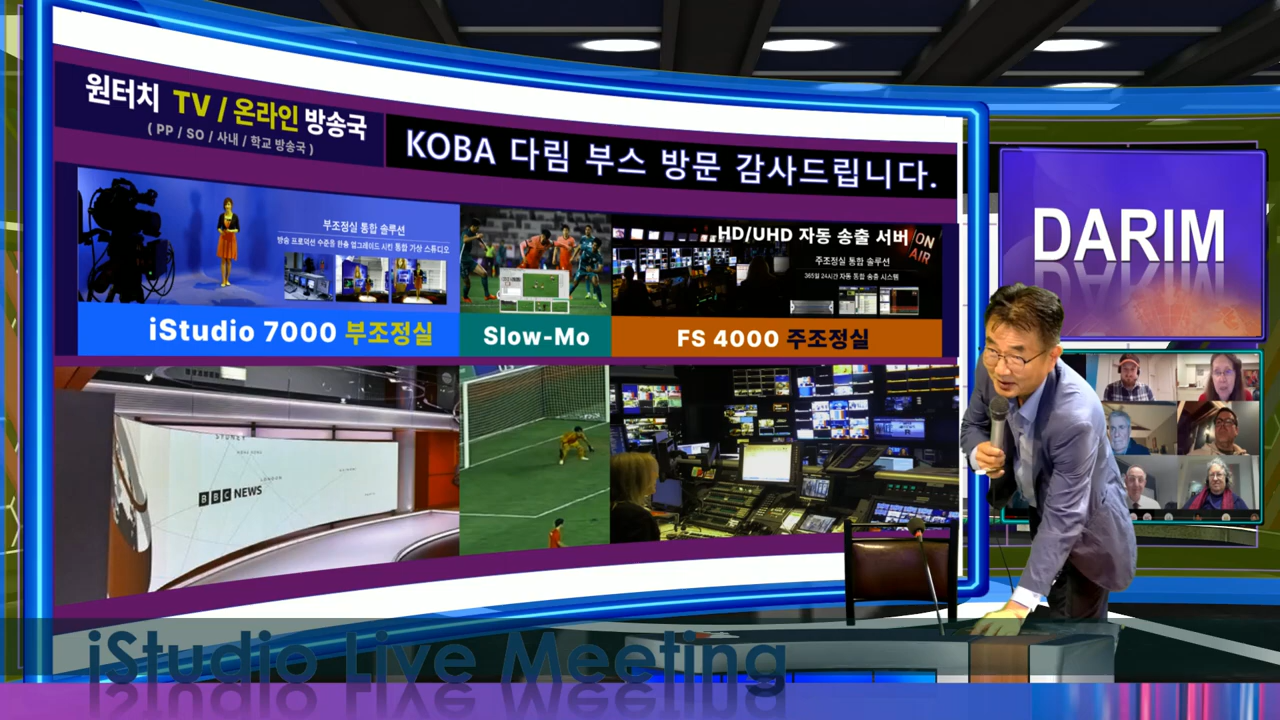 원터치 TV / 온라인 방송국
( PP / SO / 사내 / 학교 방송국 )
KOBA 다림 부스 방문 감사드립니다.
부조정실 통합 솔루션
방송 프로덕션 수준을 한층 업그레이드 시킨 통합 가상 스튜디오
HD/UHD 자동 송출 서버
ON
AIR
주조정실 통합 솔루션
365일 24시간 자동 통합 송출 시스템
iStudio 7000 부조정실
Slow-Mo
FS 4000 주조정실
DARIM
SYDNEY
HONG KONG
LONDON
BBC NEWS
iStudio Live Meeting